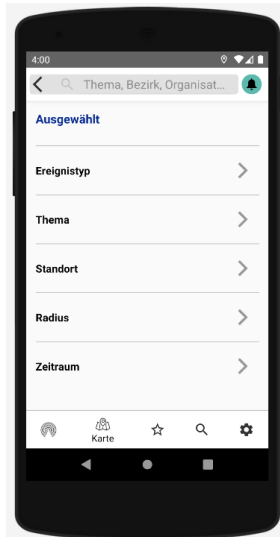 4:00
Thema, Bezirk, Organisat...
Ausgewählt
Ereignistyp
Thema
Standort
Radius
Zeitraum
Karte